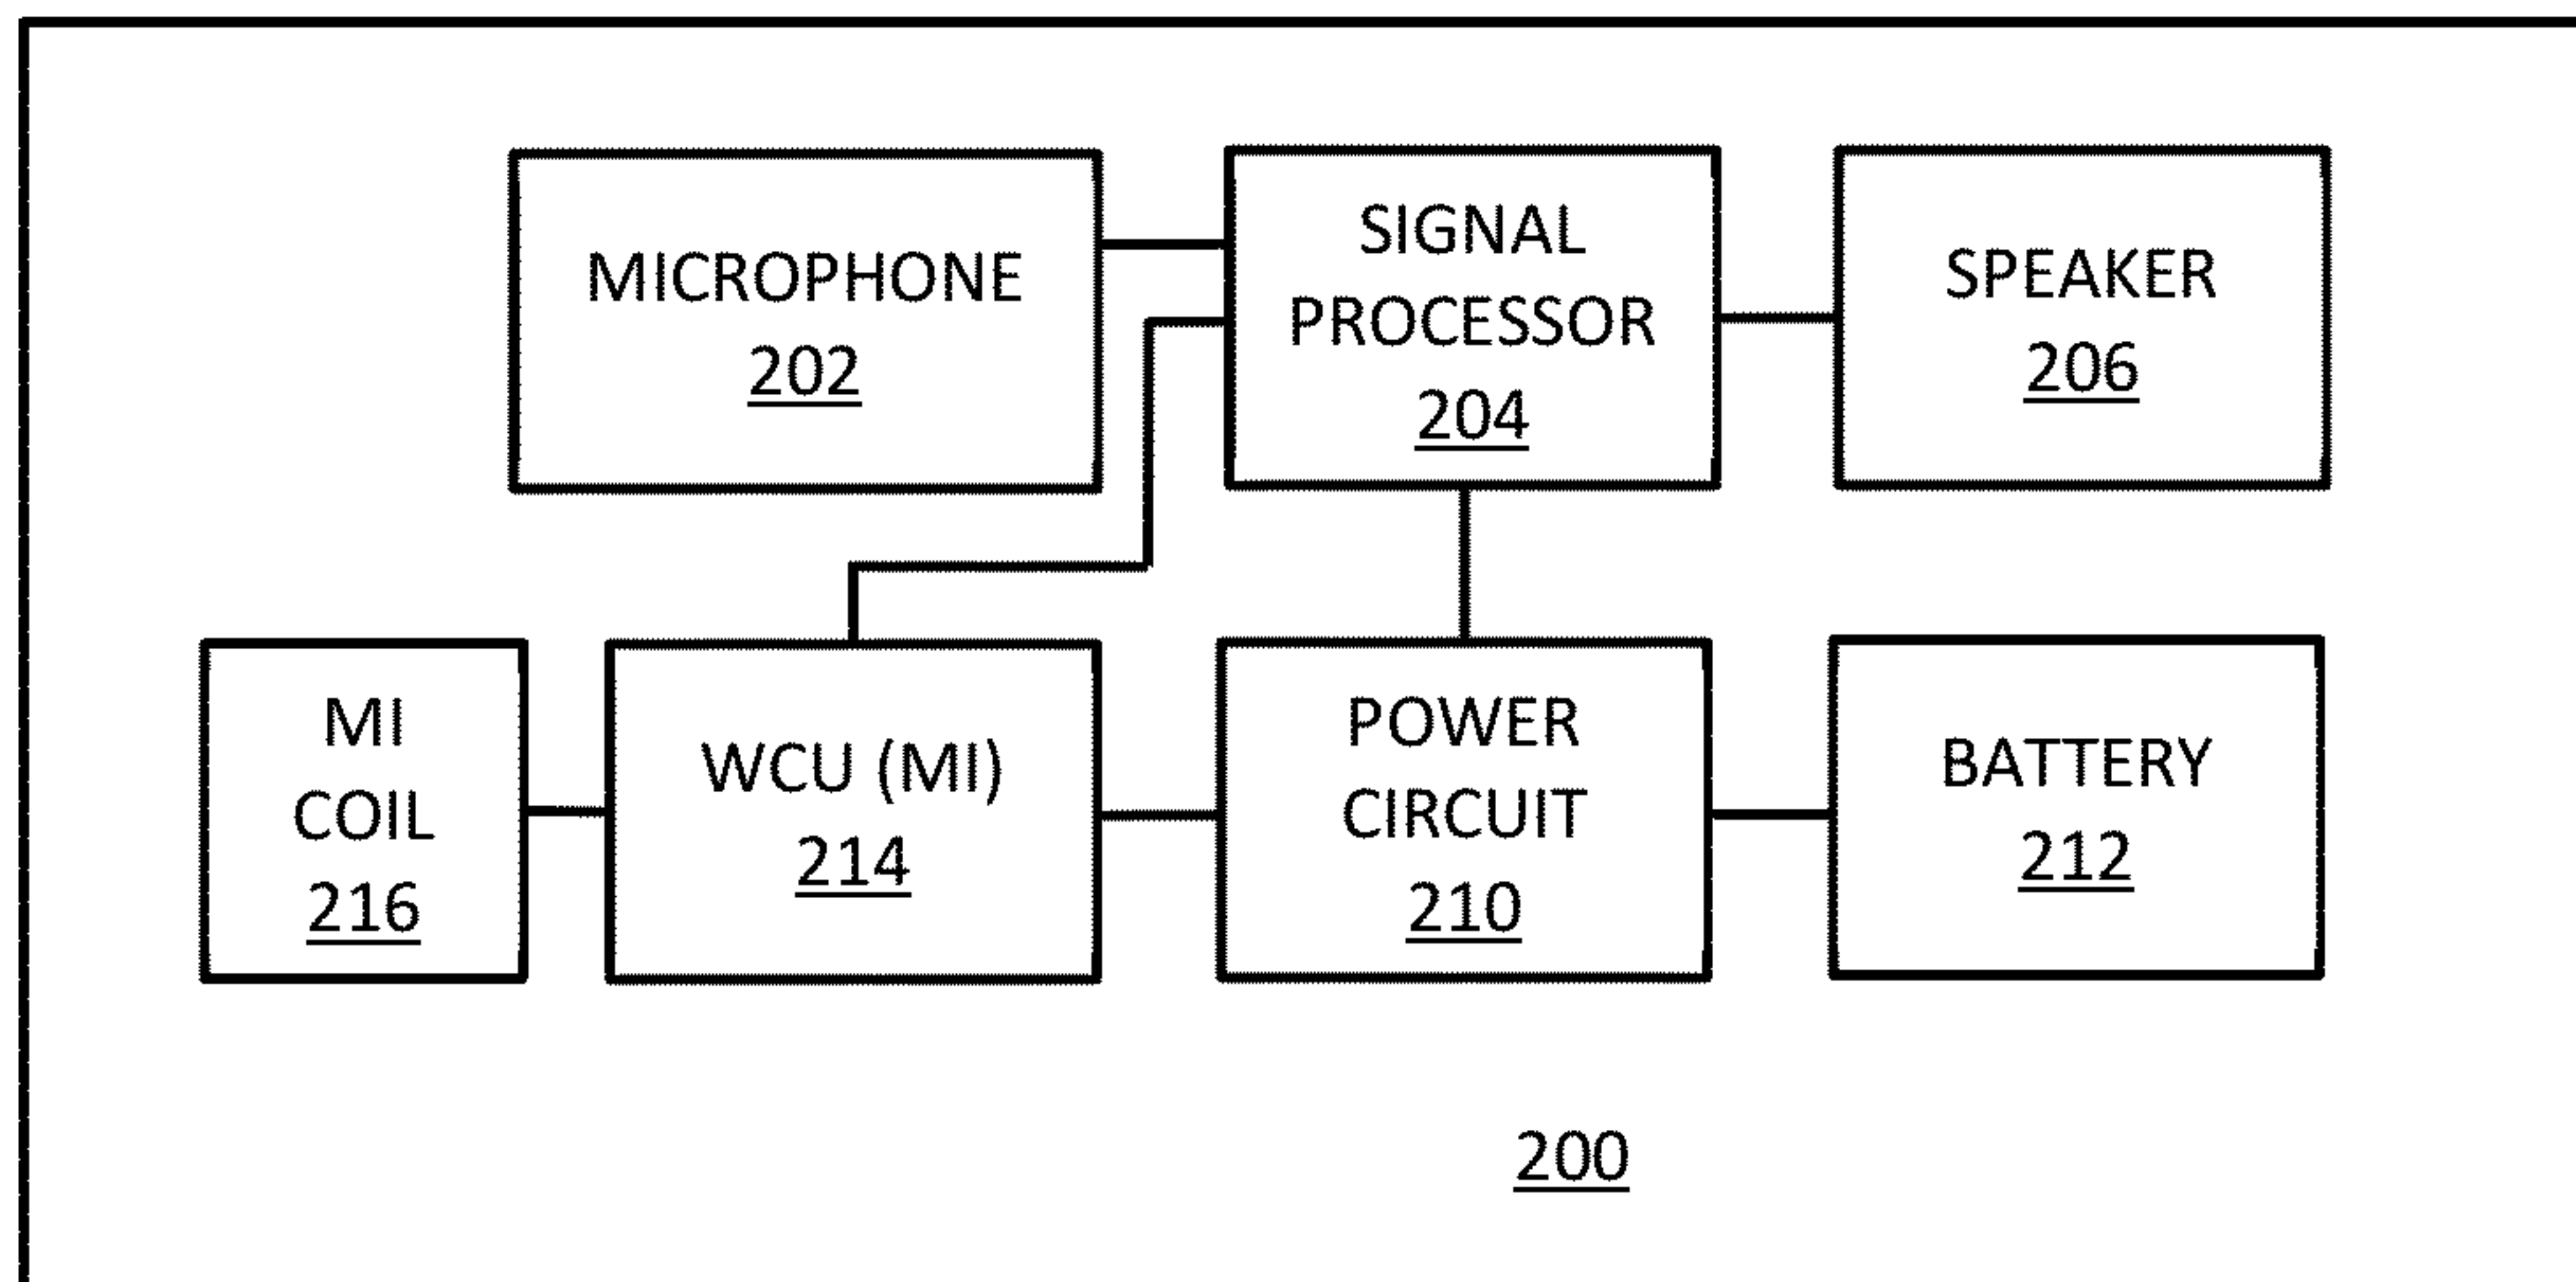 MICROPHONE
202
SIGNAL
PROCESSOR
204
SPEAKER
206
MI
COIL
216
WCU (MI)
214
POWER
CIRCUIT
210
BATTERY
212
200